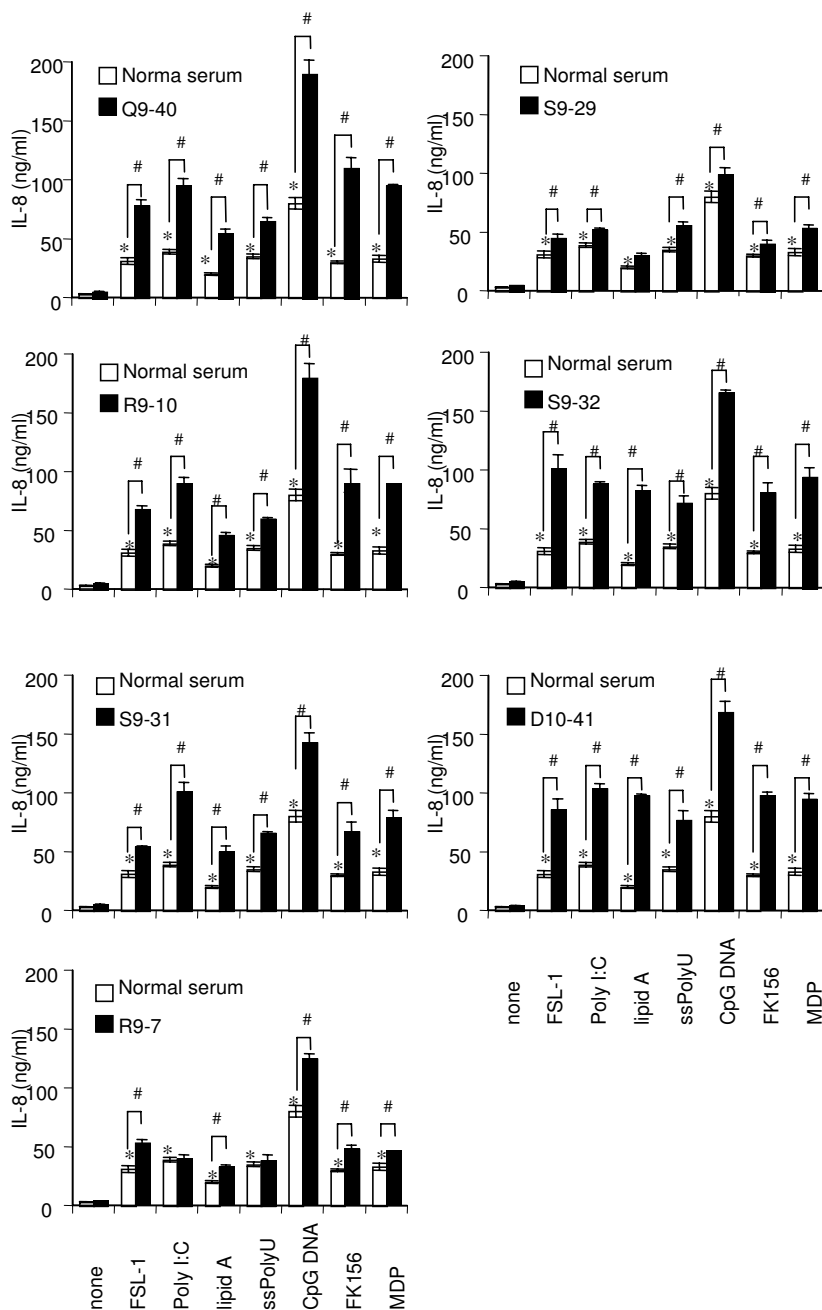 IL-8 (ng/ml)
200
150
100
50
0
Norma serum
Q9-40
# # # # # # #
* * * * * * *
IL-8 (ng/ml)
200
150
100
50
0
Normal serum
S9-29
# # # # # #
* * * * * * *
IL-8 (ng/ml)
200
150
100
50
0
Normal serum
R9-10
# # # # # # #
* * * * * * *
IL-8 (ng/ml)
200
150
100
50
0
Normal serum
S9-32
# # # # # # #
* * * * * * *
IL-8 (ng/ml)
200
150
100
50
0
Normal serum
S9-31
# # # # # # #
* * * * * * *
IL-8 (ng/ml)
200
150
100
50
0
Normal serum
D10-41
# # # # # # #
* * * * * * *
none
FSL-1
Poly I:C
lipid A
ssPolyU
CpG DNA
FK156
MDP
IL-8 (ng/ml)
200
150
100
50
0
Normal serum
R9-7
# # # # #
* * * * * * *
none
FSL-1
Poly I:C
lipid A
ssPolyU
CpG DNA
FK156
MDP